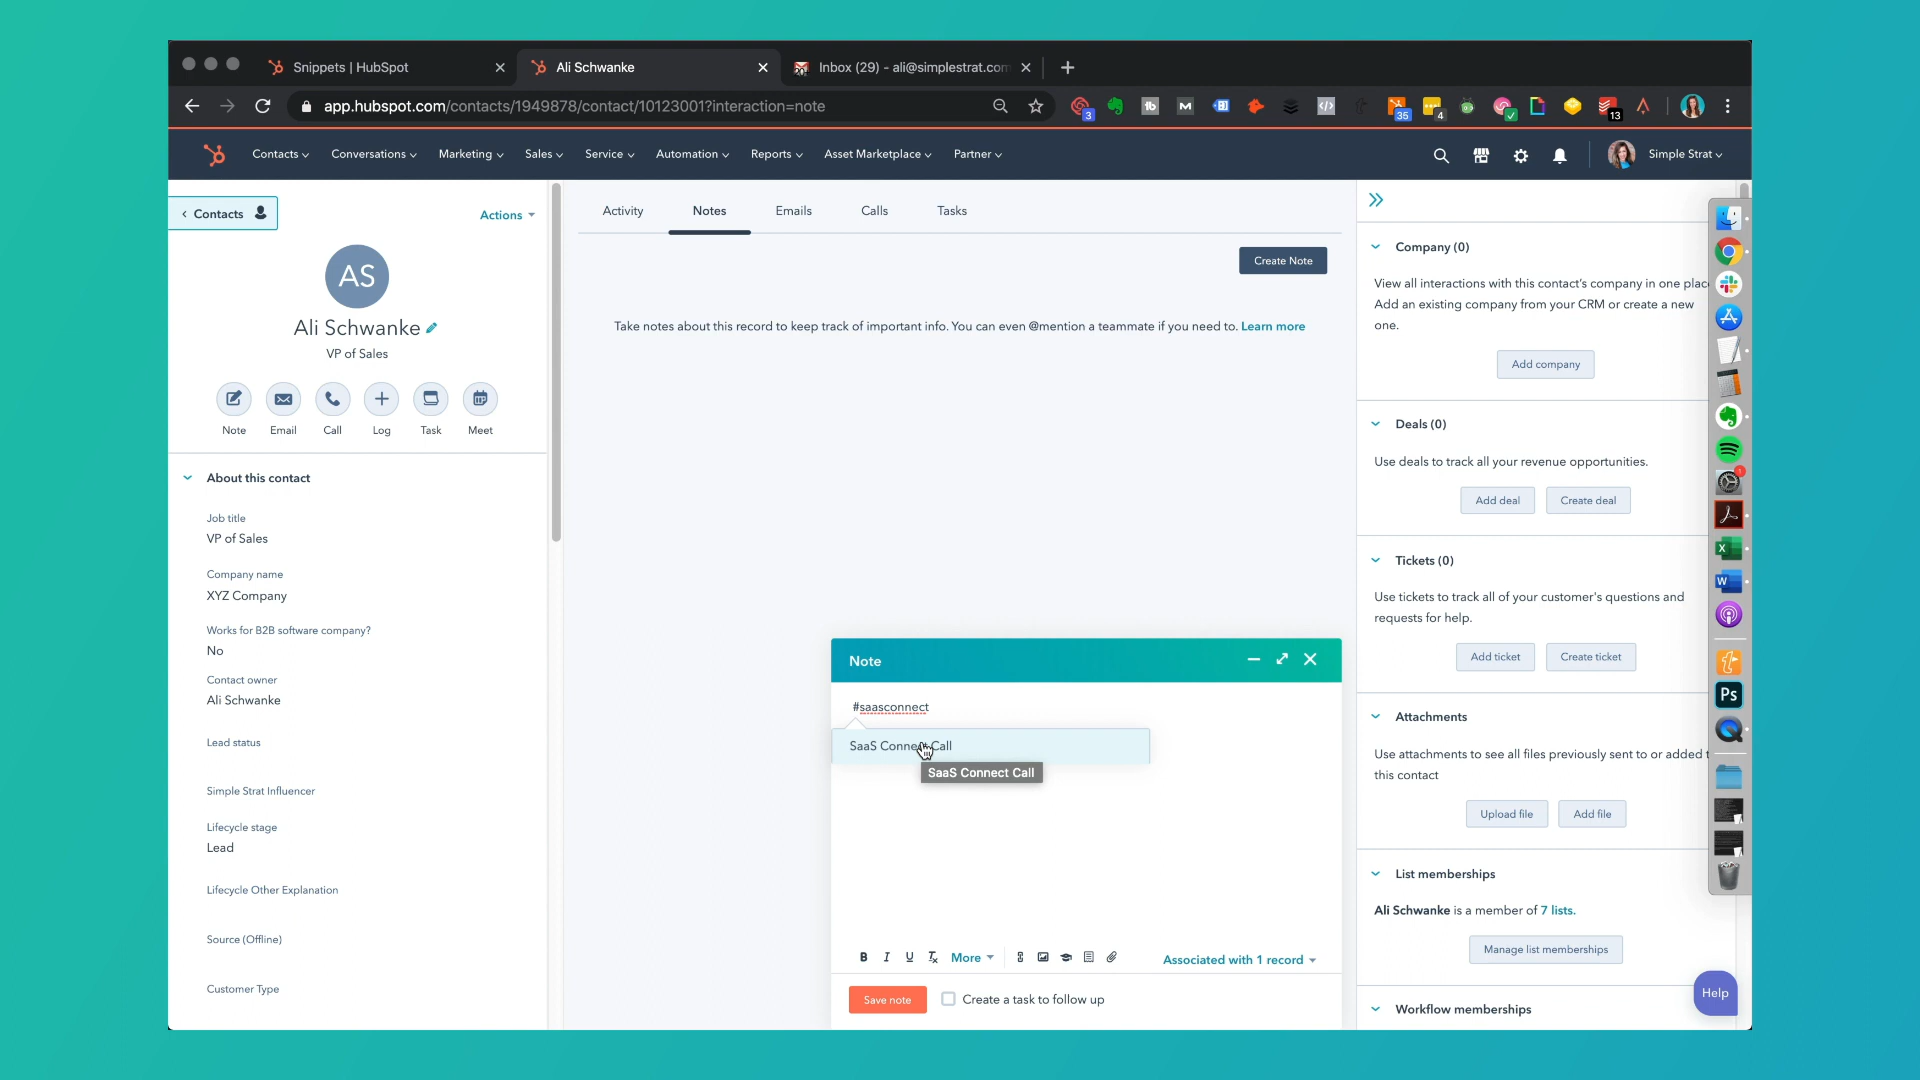 Snippets | HubSpot
Ali Schwanke
Inbox (29) - ali@simplestrat.com
app.hubspot.com/contacts/1949878/contact/10123001?interaction=note
3
35
4
13
Contacts
Conversations
Marketing
Sales
Service
Automation
Reports
Asset Marketplace
Partner
Simple Strat
Contacts
Actions
AS
Ali Schwanke
VP of Sales
Note
Email
Call
Log
Task
Meet
About this contact
Job title
VP of Sales
Company name
XYZ Company
Works for B2B software company?
No
Contact owner
Ali Schwanke
Lead status
Simple Strat Influencer
Lifecycle stage
Lead
Lifecycle Other Explanation
Source (Offline)
Customer Type
Activity
Notes
Emails
Calls
Tasks
Create Note
Take notes about this record to keep track of important info. You can even @mention a teammate if you need to. Learn more
Note
#saasconnect
SaaS Connect Call
SaaS Connect Call
B I U Tx More
Associated with 1 record
Save note
Create a task to follow up
Company (0)
View all interactions with this contact's company in one plac
Add an existing company from your CRM or create a new
one.
Add company
Deals (0)
Use deals to track all your revenue opportunities.
Add deal
Create deal
Tickets (0)
Use tickets to track all of your customer's questions and
requests for help.
Add ticket
Create ticket
Attachments
Use attachments to see all files previously sent to or added t
this contact
Upload file
Add file
List memberships
Ali Schwanke is a member of 7 lists.
Manage list memberships
Workflow memberships
Help
1
X
W
Ps